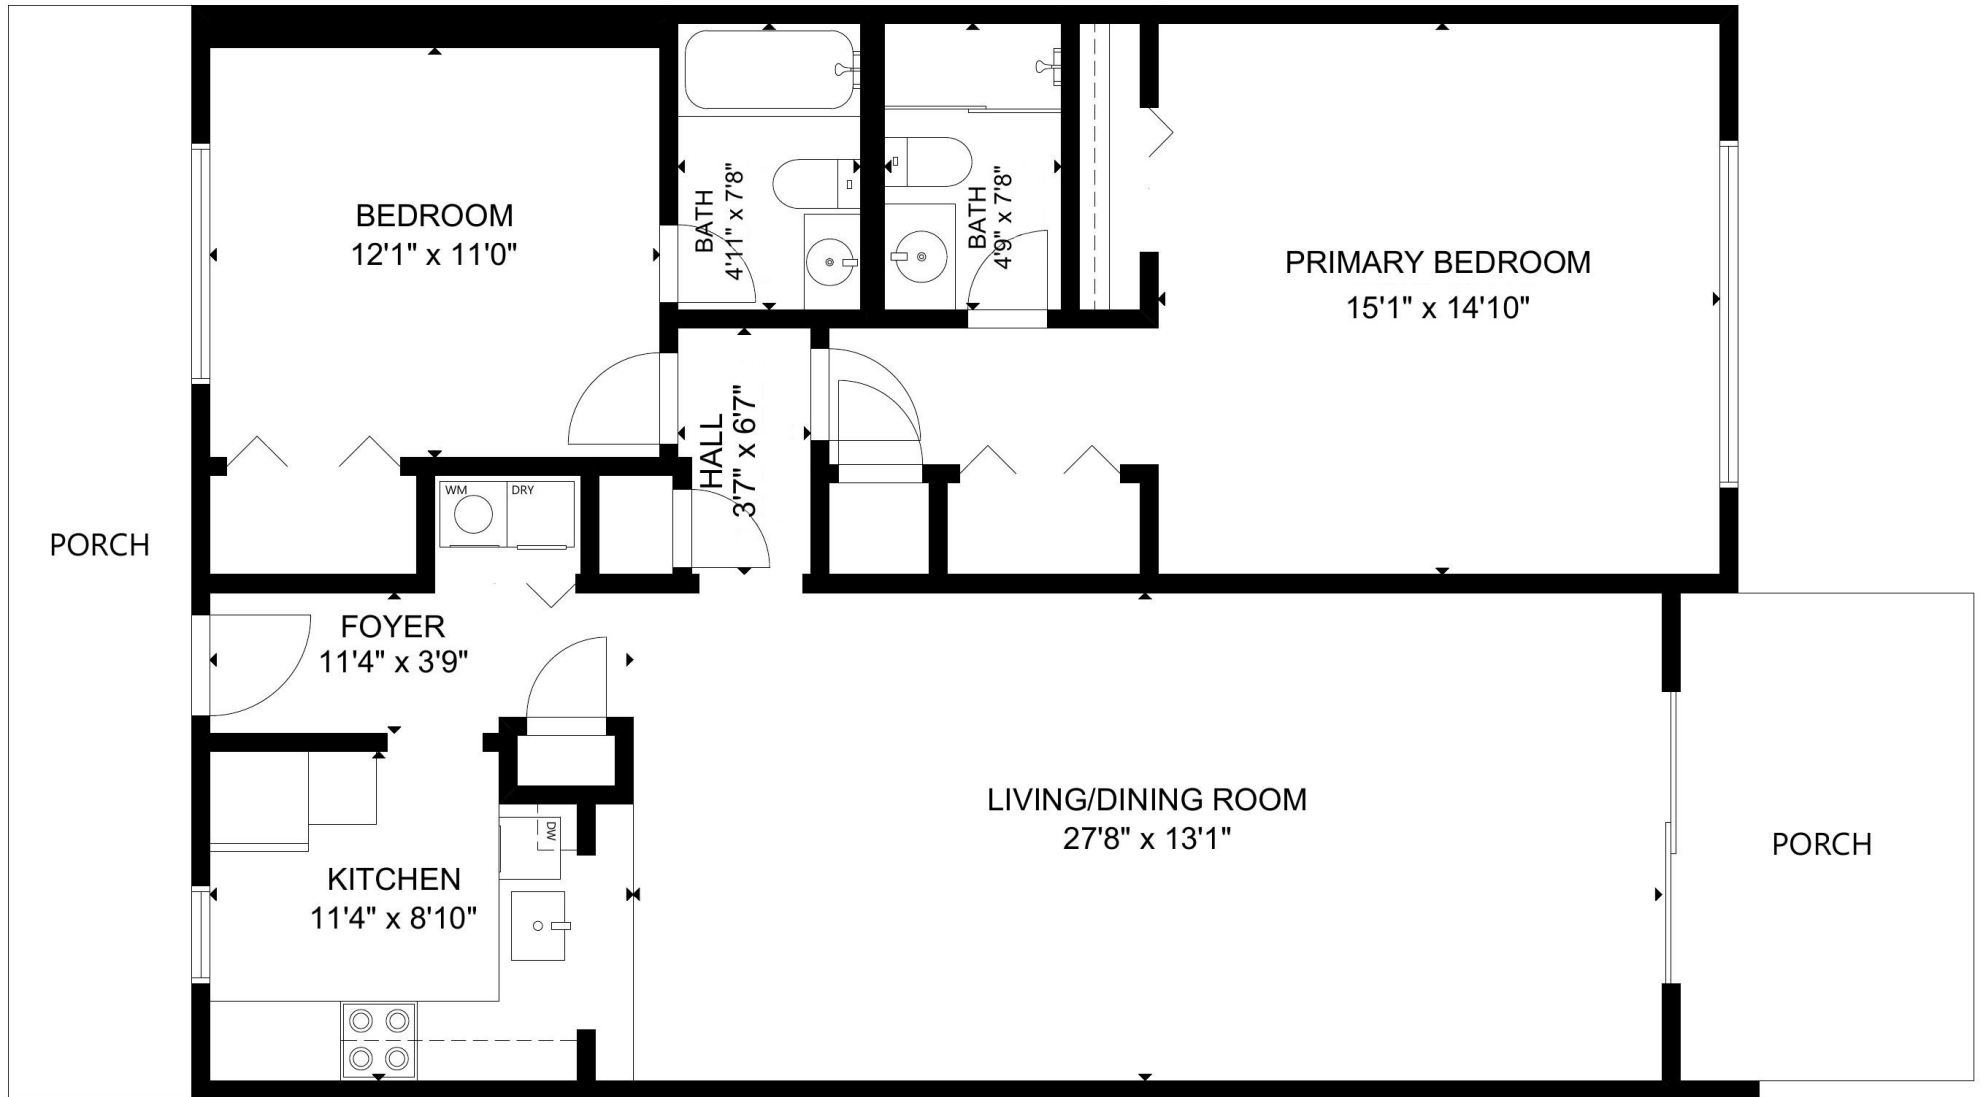 BEDROOM
12'1" x 11'0"
BATH
4'11" x 7'8"
BATH
4'9" x 7'8"
PRIMARY BEDROOM
15'1" x 14'10"
HALL
3'7" x 6'7"
WM
DRY
PORCH
FOYER
11'4" x 3'9"
LIVING/DINING ROOM
27'8" x 13'1"
DW
KITCHEN
11'4" x 8'10"
PORCH